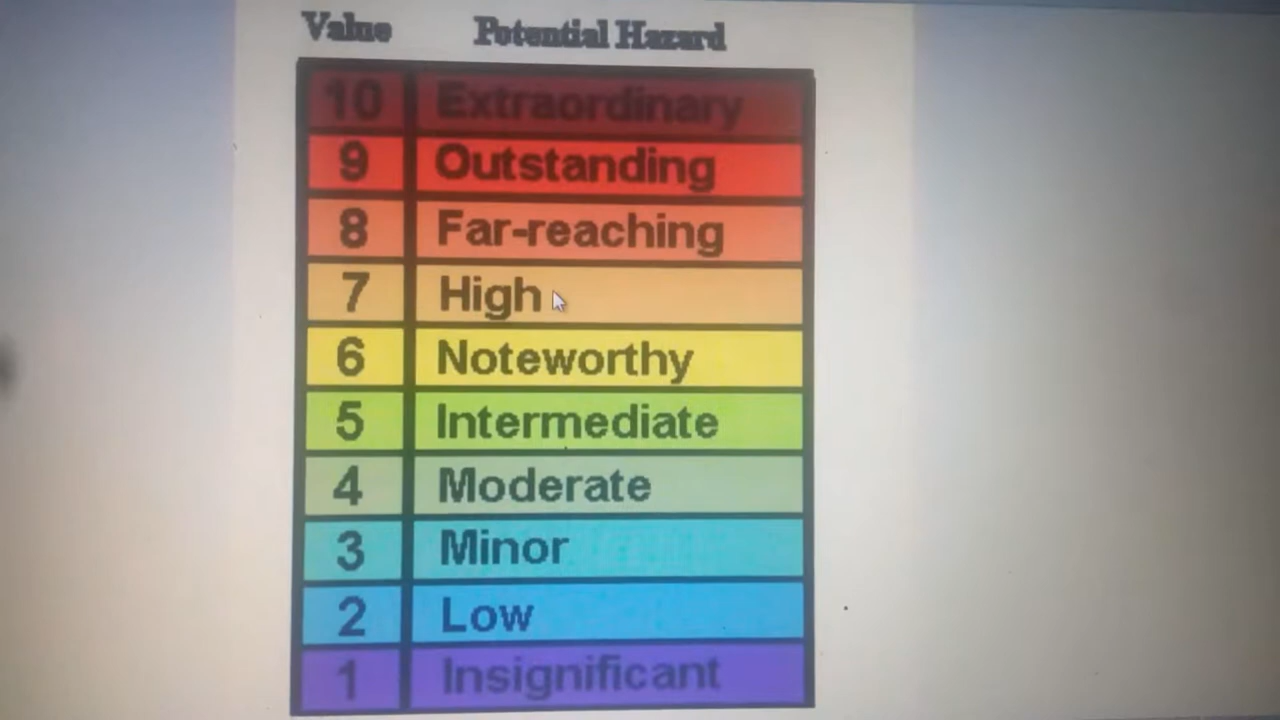 Value Potential Hazard
10 Extraordinary
9 Outstanding
8 Far-reaching
7 High
6 Noteworthy
5 Intermediate
4 Moderate
3 Minor
2 Low
1 Insignificant